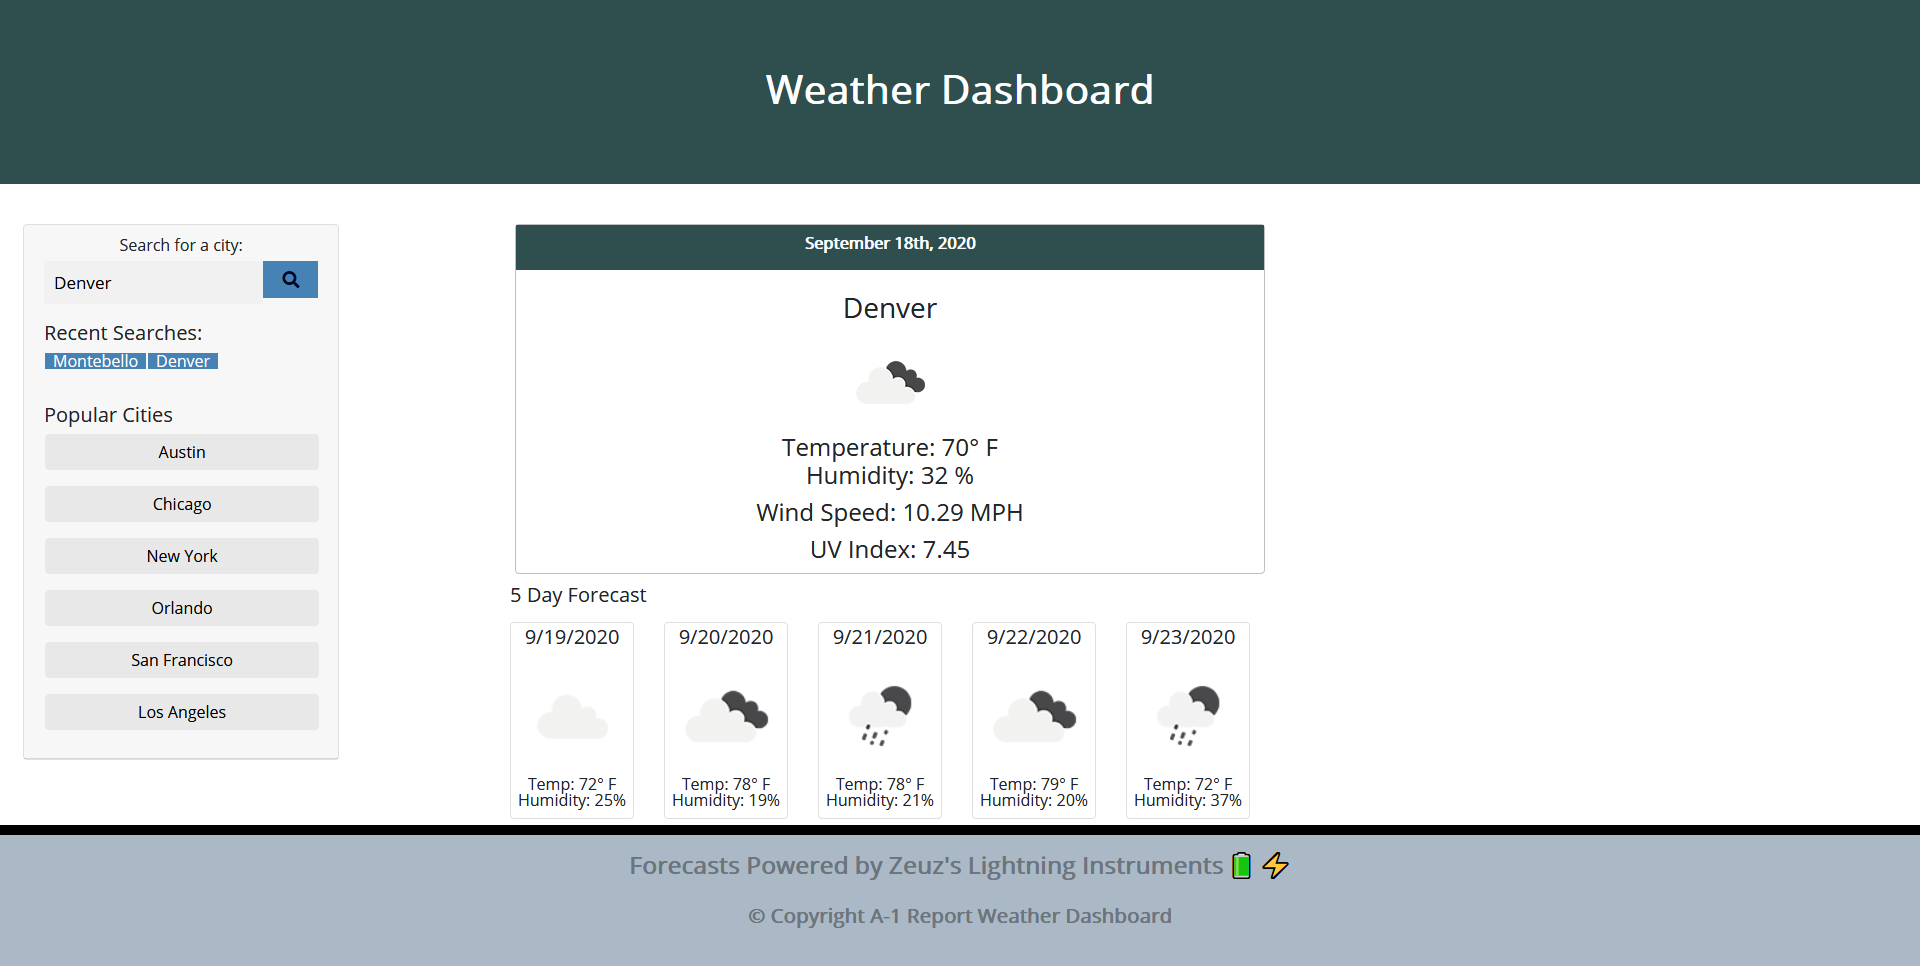 Weather Dashboard
Search for a city:
Denver
Recent Searches:
Montebello Denver
Popular Cities
Austin
Chicago
New York
Orlando
San Francisco
Los Angeles
September 18th, 2020
Denver
Temperature: 70° F
Humidity: 32 %
Wind Speed: 10.29 MPH
UV Index: 7.45
5 Day Forecast
9/19/2020
Temp: 72° F
Humidity: 25%
9/20/2020
Temp: 78° F
Humidity: 19%
9/21/2020
Temp: 78° F
Humidity: 21%
9/22/2020
Temp: 79° F
Humidity: 20%
9/23/2020
Temp: 72° F
Humidity: 37%
Forecasts Powered by Zeuz's Lightning Instruments 🔋 ⚡
© Copyright A-1 Report Weather Dashboard